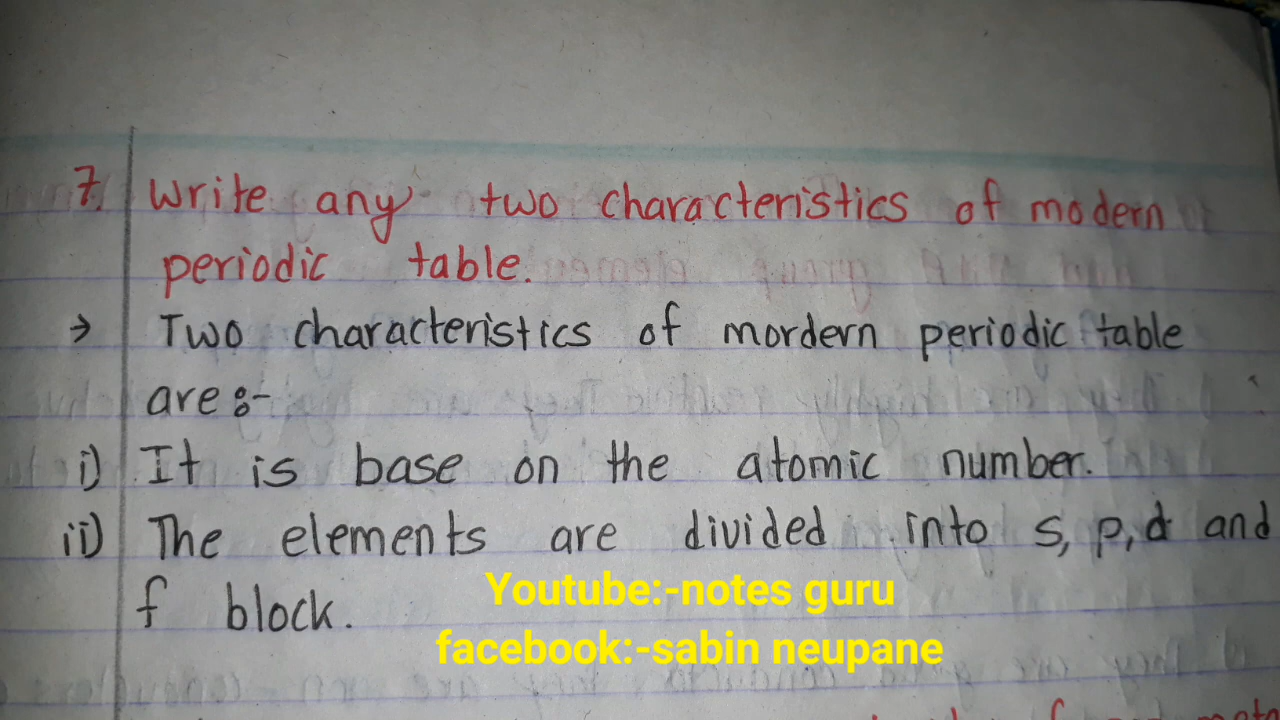 7. Write any two characteristics of modern
periodic table.
→ Two characteristics of mordern periodic table
are :-
i) It is base on the atomic number.
ii) The elements are divided into s, p, d and
f block.
Youtube:-notes guru
facebook:-sabin neupane